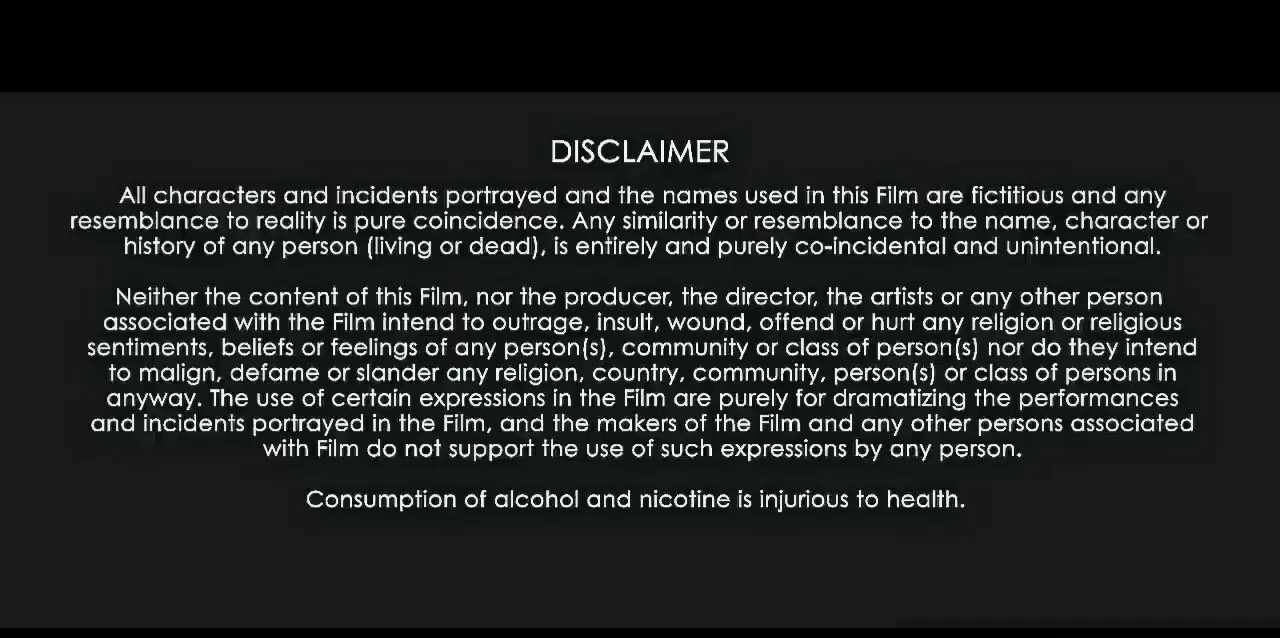 DISCLAIMER
All characters and incidents portrayed and the names used in this Film are fictitious and any
resemblance to reality is pure coincidence. Any similarity or resemblance to the name, character or
history of any person (living or dead), is entirely and purely co-incidental and unintentional.
Neither the content of this Film, nor the producer, the director, the artists or any other person
associated with the Film intend to outrage, insult, wound, offend or hurt any religion or religious
sentiments, beliefs or feelings of any person(s), community or class of person(s) nor do they intend
to malign, defame or slander any religion, country, community, person(s) or class of persons in
anyway. The use of certain expressions in the Film are purely for dramatizing the performances
and incidents portrayed in the Film, and the makers of the Film and any other persons associated
with Film do not support the use of such expressions by any person.
Consumption of alcohol and nicotine is injurious to health.